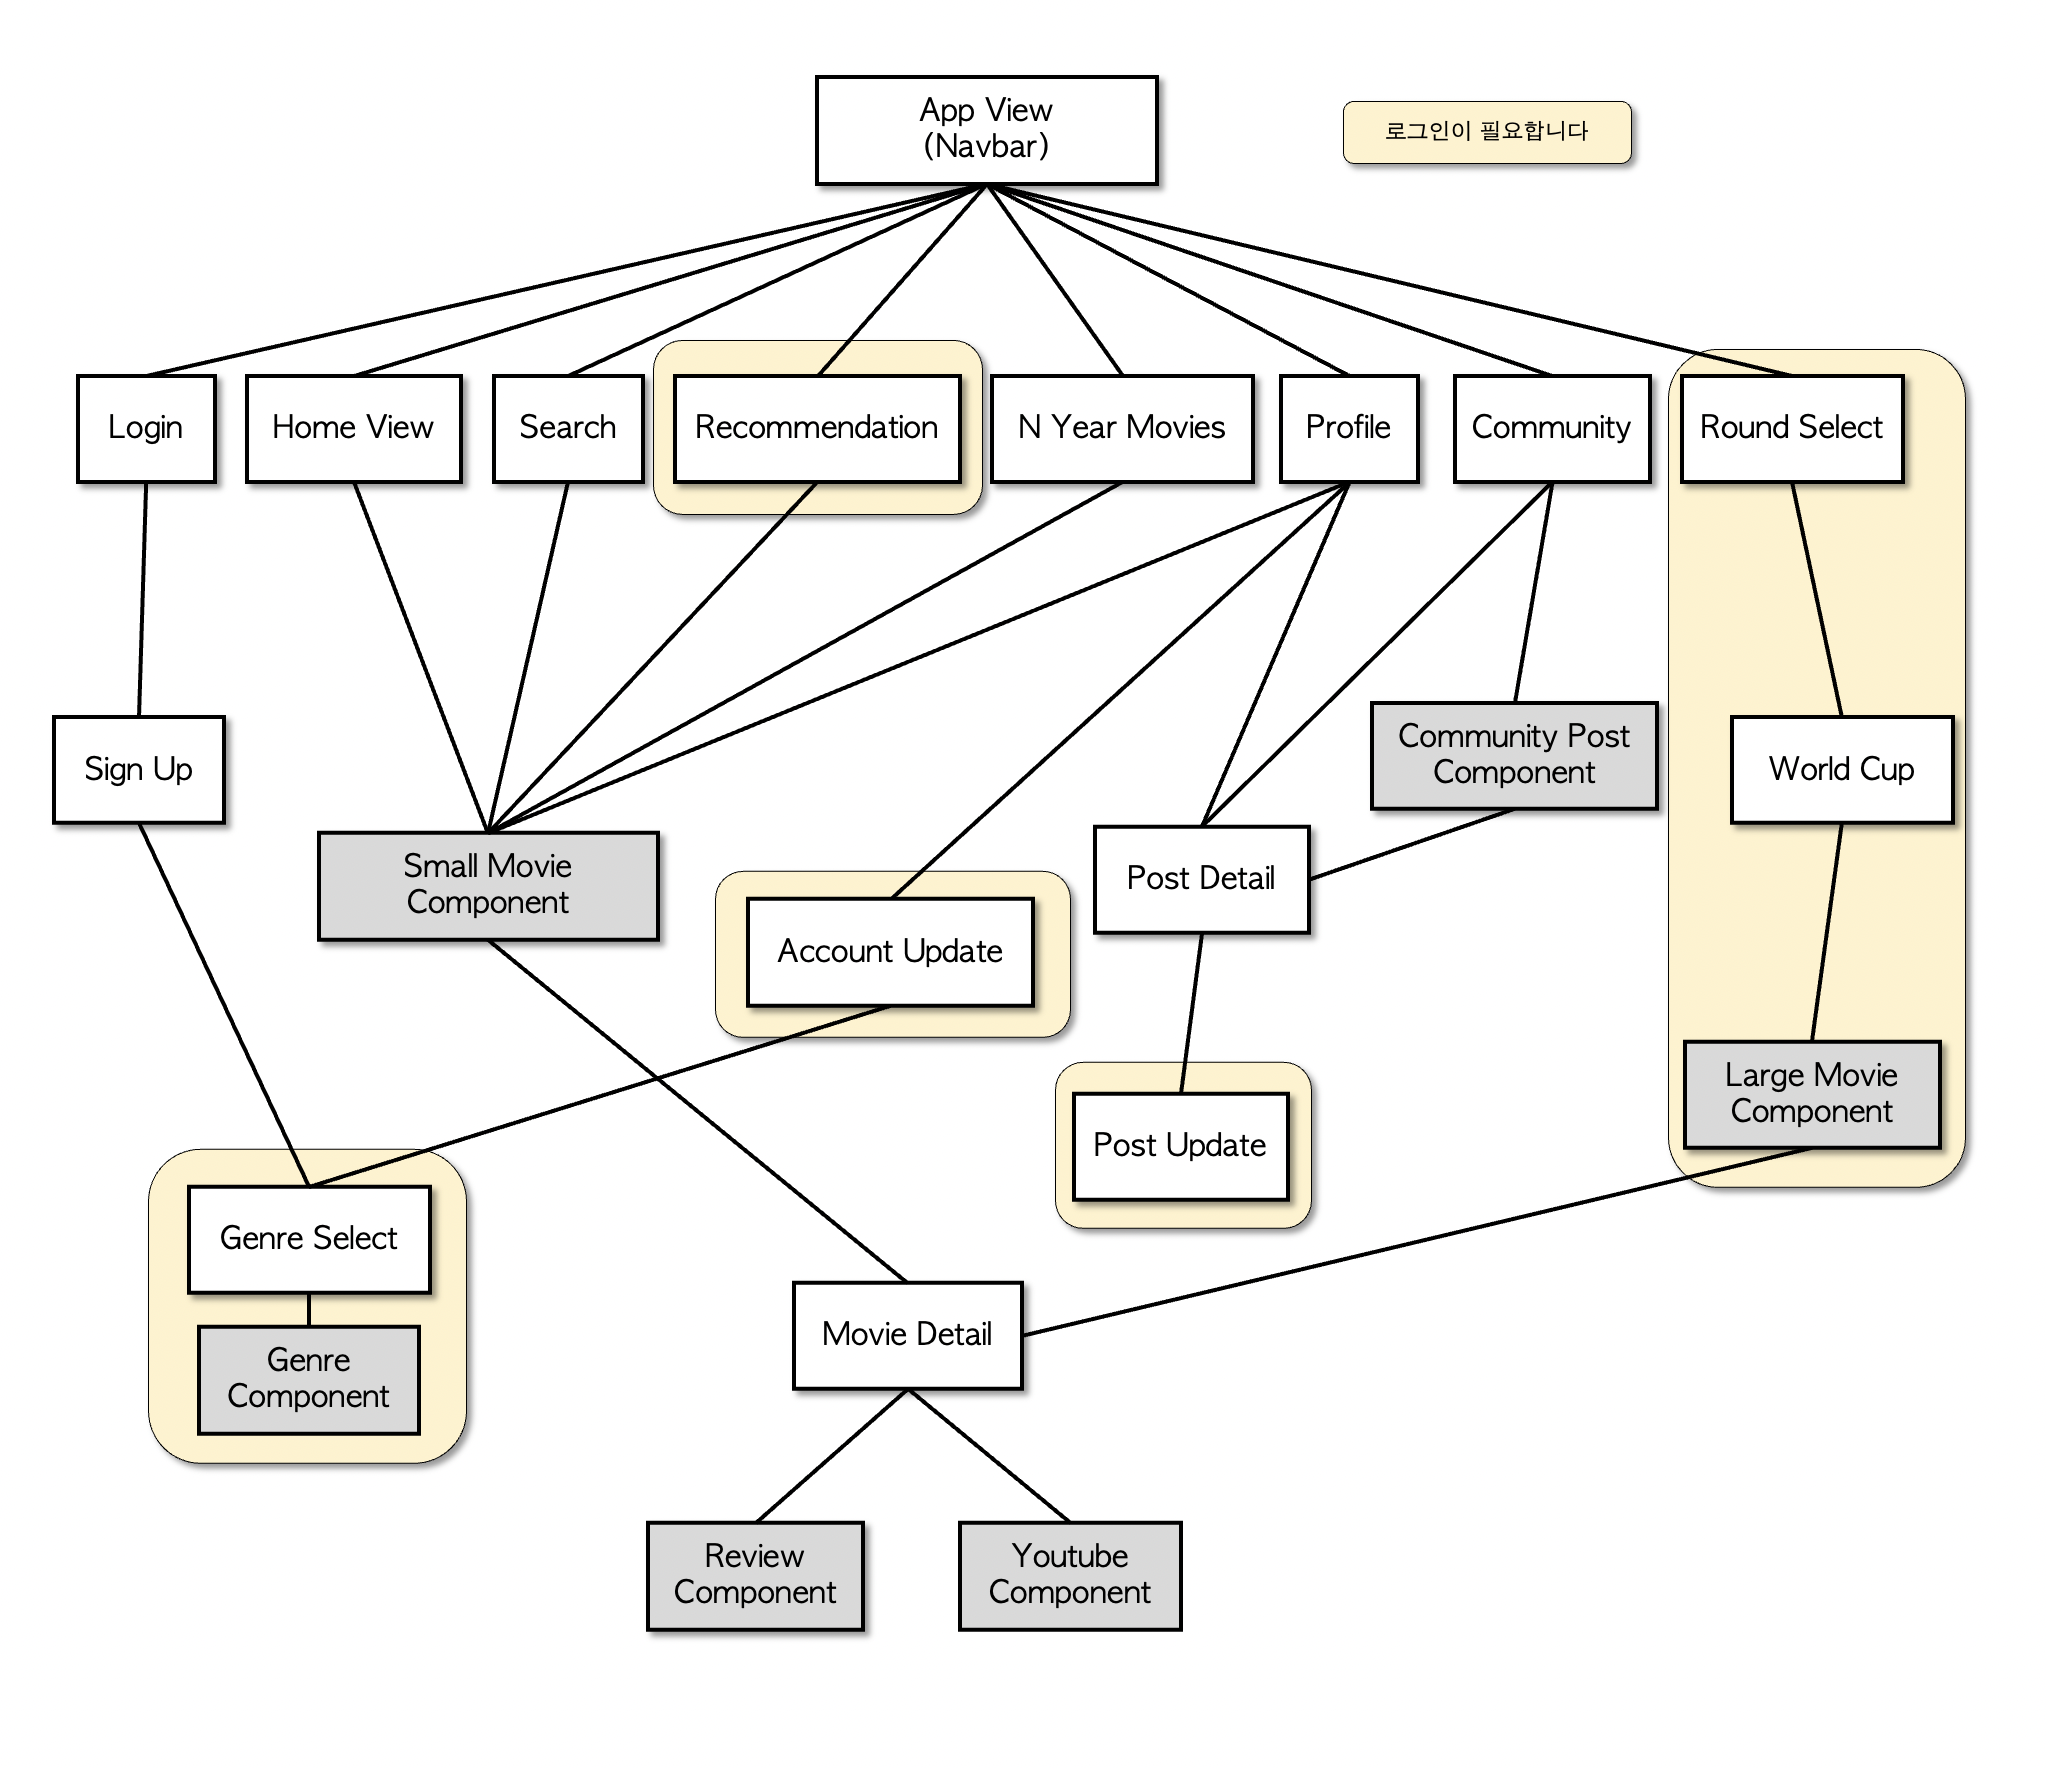 App View
(Navbar)
로그인이 필요합니다
Login
Home View
Search
Recommendation
N Year Movies
Profile
Community
Round Select
Sign Up
Community Post
Component
World Cup
Small Movie
Component
Post Detail
Account Update
Large Movie
Component
Post Update
Genre Select
Movie Detail
Genre
Component
Review
Component
Youtube
Component